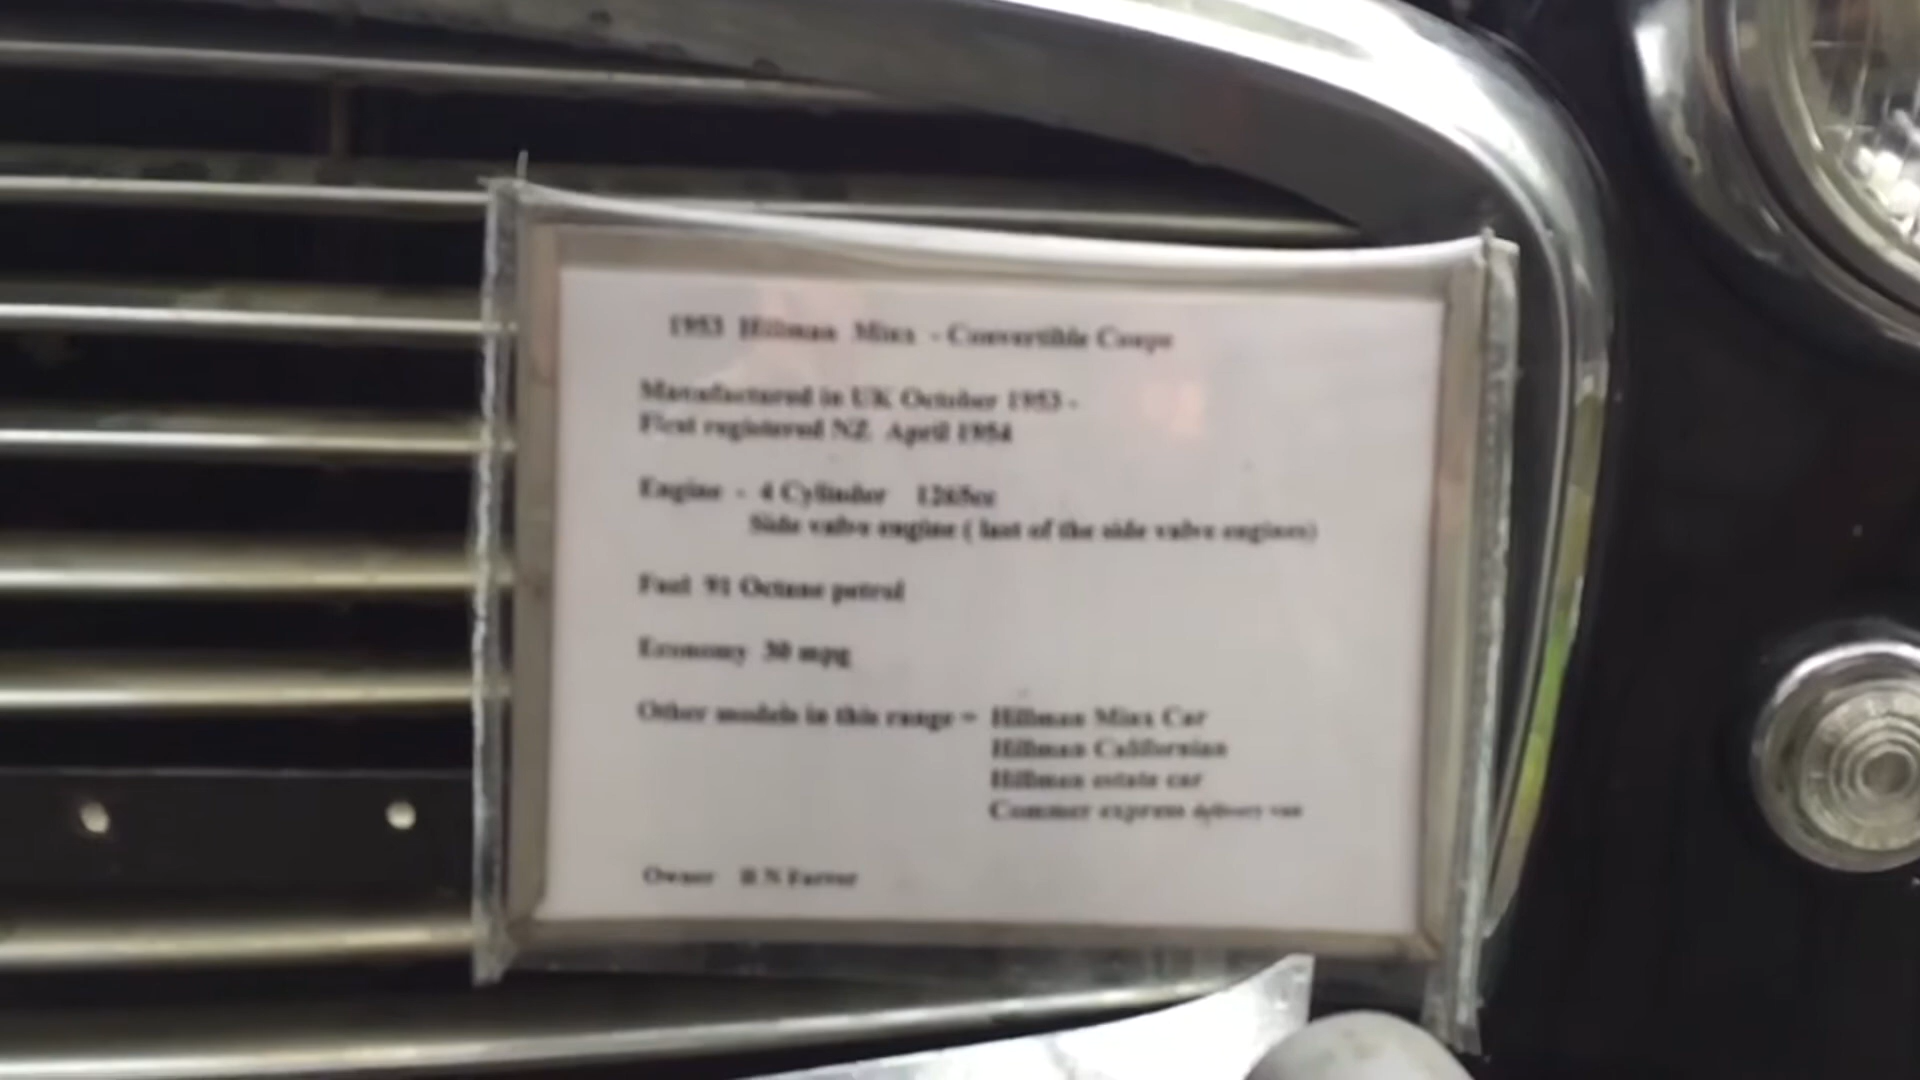 1953 Hillman Minx - Convertible Coupe
Manufactured in UK October 1953 -
First registered NZ April 1954
Engine - 4 Cylinder 1265cc
Side valve engine ( last of the side valve engines)
Fuel 91 Octane petrol
Economy 30 mpg
Other models in this range = Hillman Minx Car
Hillman Californian
Hillman estate car
Commer express delivery van
Owner N